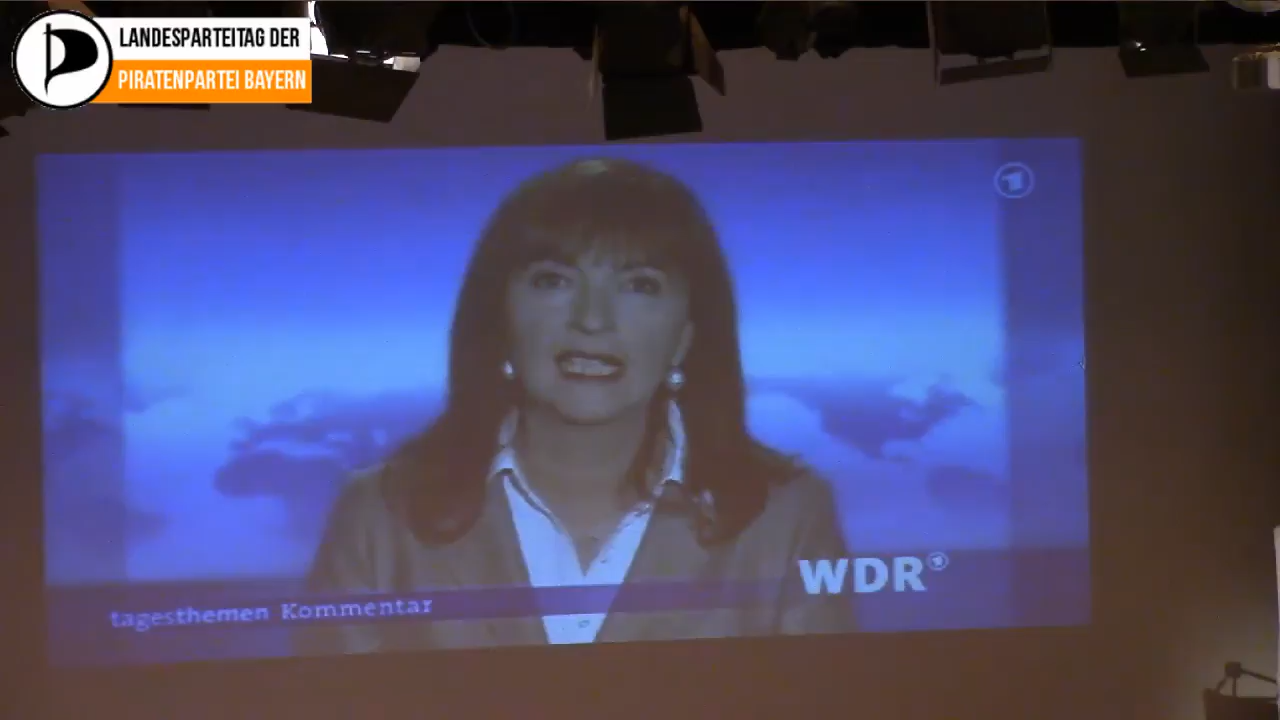 LANDESPARTEITAG DER
PIRATENPARTEI BAYERN
WDR
tagesthemen Kommentar